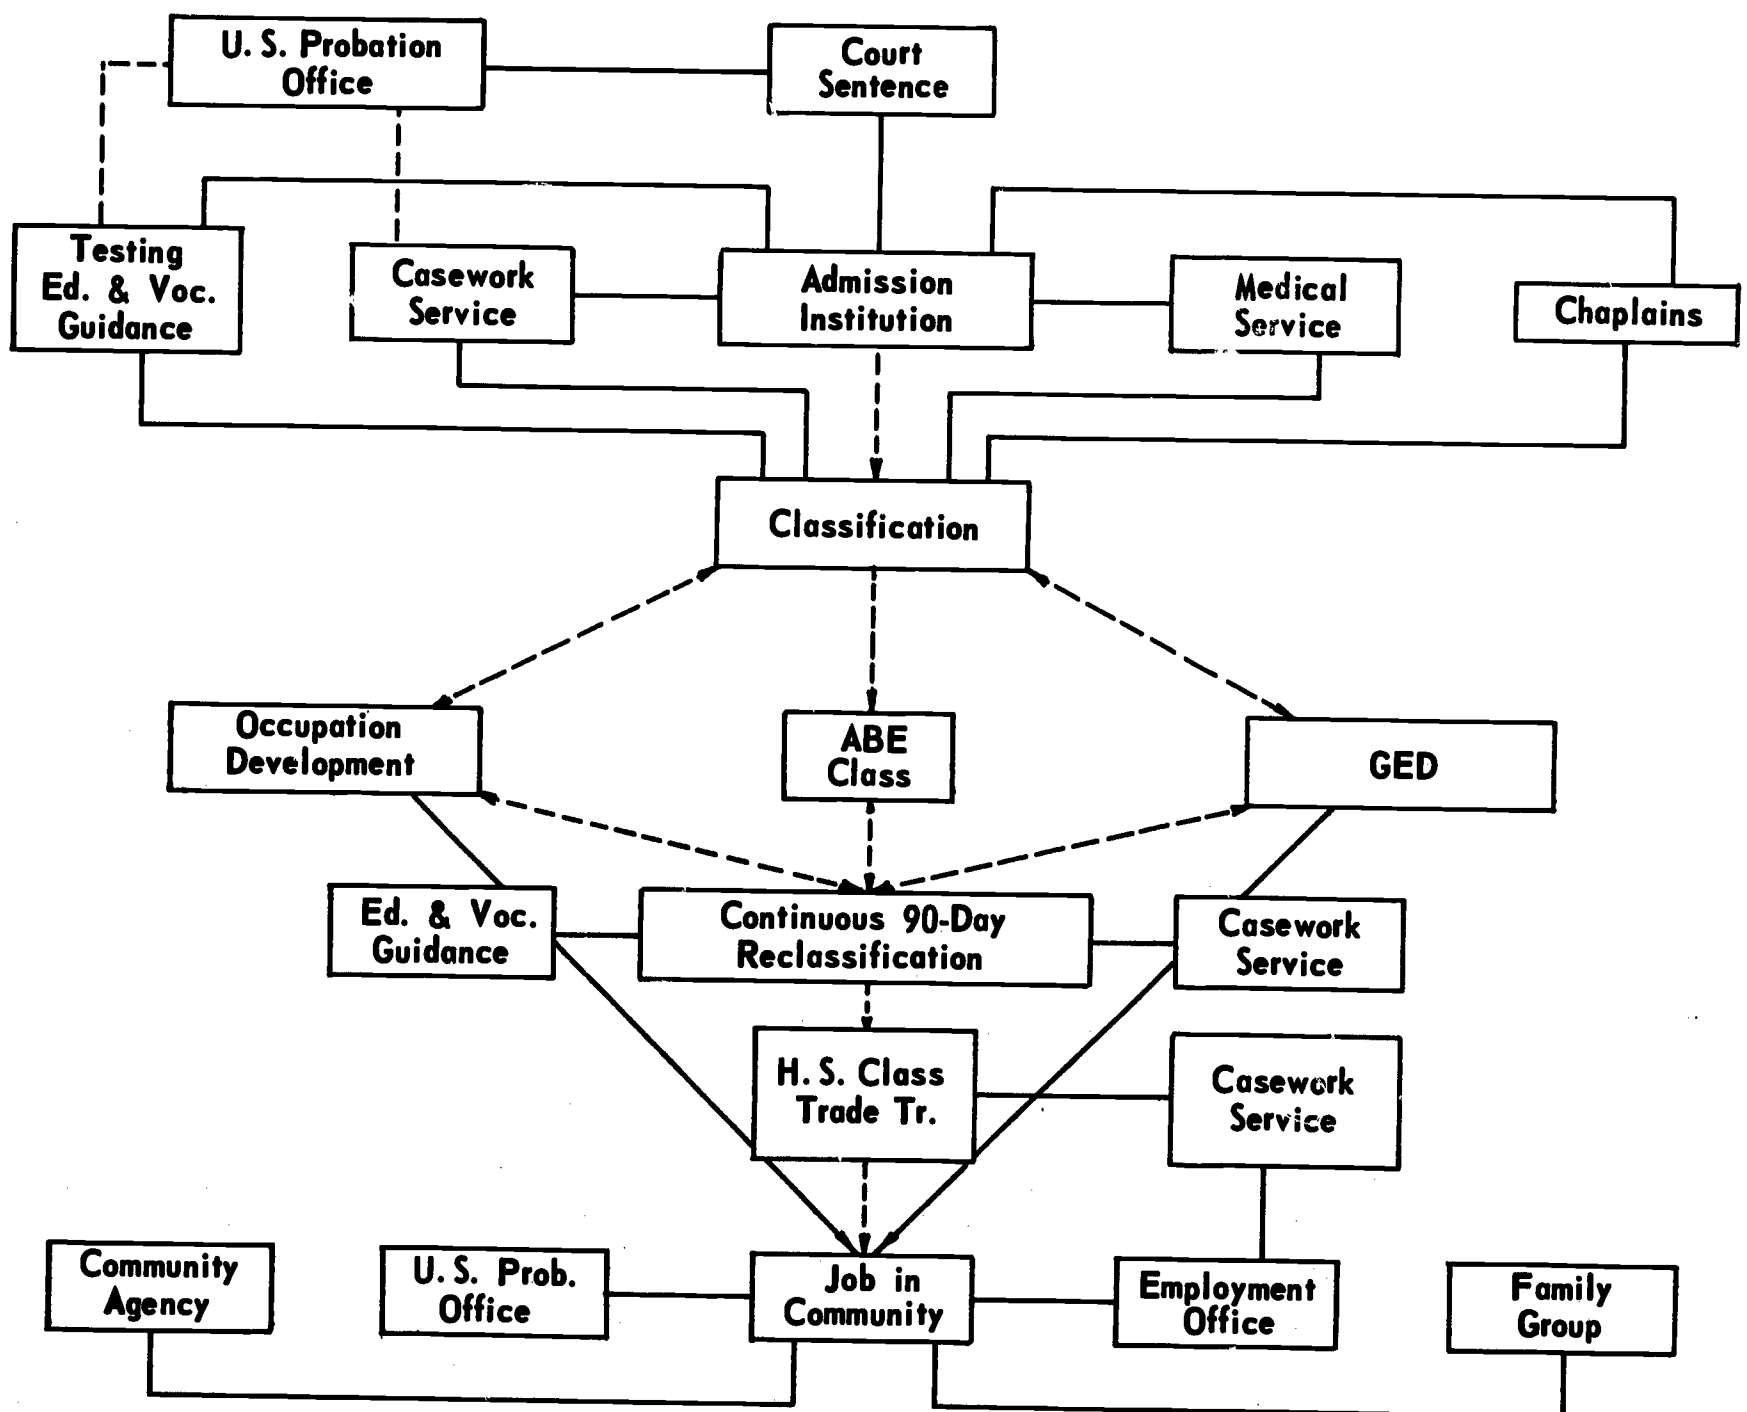 U. S. Probation
Office
Court
Sentence
Testing
Ed. & Voc.
Guidance
Casework
Service
Admission
Institution
Medical
Service
Chaplains
Classification
Occupation
Development
ABE
Class
GED
Ed. & Voc.
Guidance
Continuous 90-Day
Reclassification
Casework
Service
H. S. Class
Trade Tr.
Casework
Service
Community
Agency
U. S. Prob.
Office
Job in
Community
Employment
Office
Family
Group